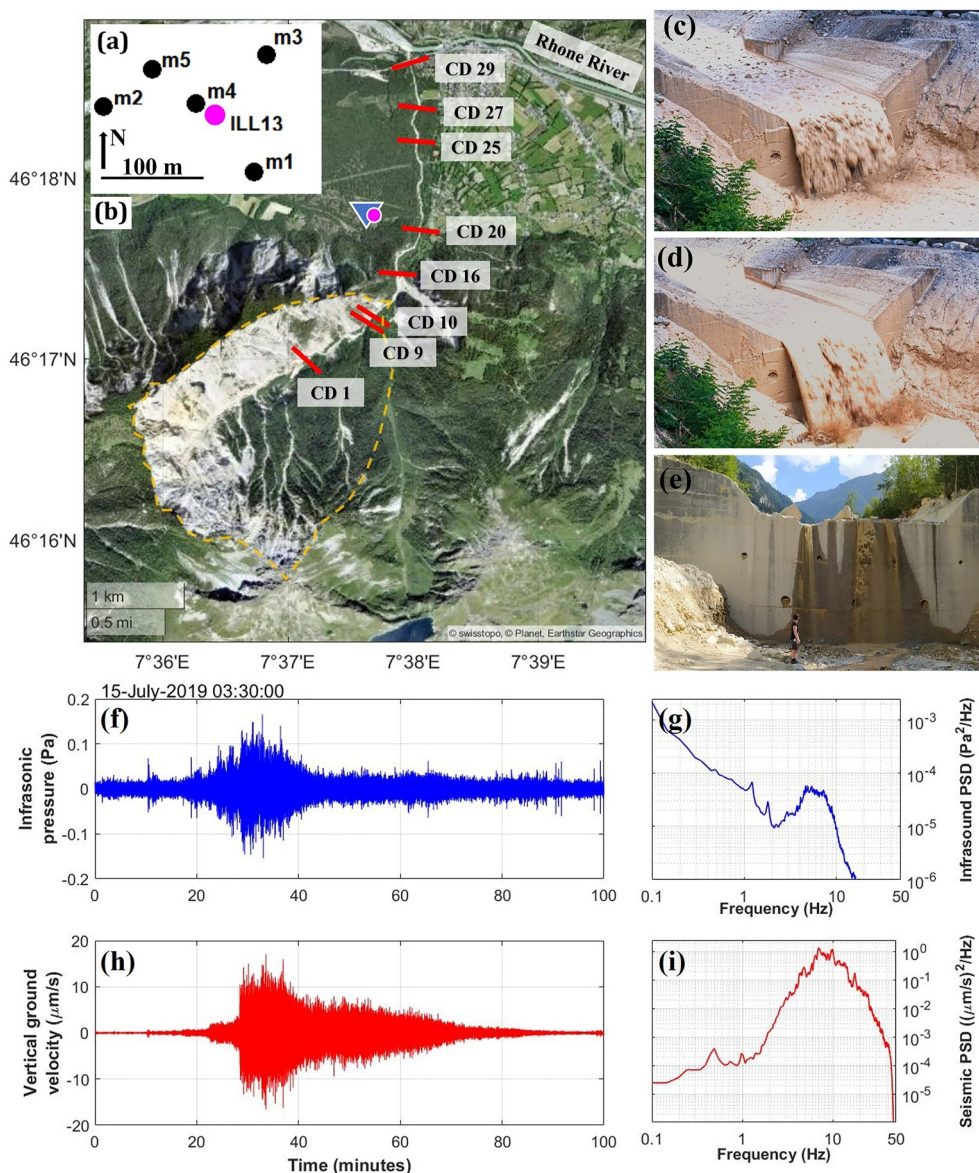 (a)
m3
m5
m2
m4
ILL13
N
100 m
m1
(b)
Rhone River
CD 29
CD 27
CD 25
CD 20
CD 16
CD 10
CD 9
CD 1
46°18'N
46°17'N
46°16'N
1 km
0.5 mi
© swisstopo, © Planet, Earthstar Geographics
7°36'E 7°37'E 7°38'E 7°39'E
(c)
(d)
(e)
15-July-2019 03:30:00
(f)
0.2
0.1
0
-0.1
-0.2
Infrasonic
pressure (Pa)
0 20 40 60 80 100
(g)
10⁻³
10⁻⁴
10⁻⁵
10⁻⁶
Infrasound PSD (Pa²/Hz)
0.1 1 10 50
Frequency (Hz)
(h)
20
10
0
-10
-20
Vertical ground
velocity (μm/s)
0 20 40 60 80 100
Time (minutes)
(i)
10⁰
10⁻¹
10⁻²
10⁻³
10⁻⁴
10⁻⁵
Seismic PSD ((μm/s)²/Hz)
0.1 1 10 50
Frequency (Hz)